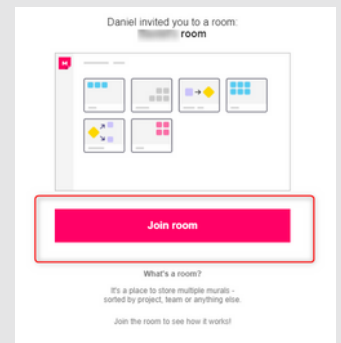 Daniel invited you to a room:
room
Join room
What's a room?
It's a place to store multiple murals -
sorted by project, team or anything else.
Join the room to see how it works!